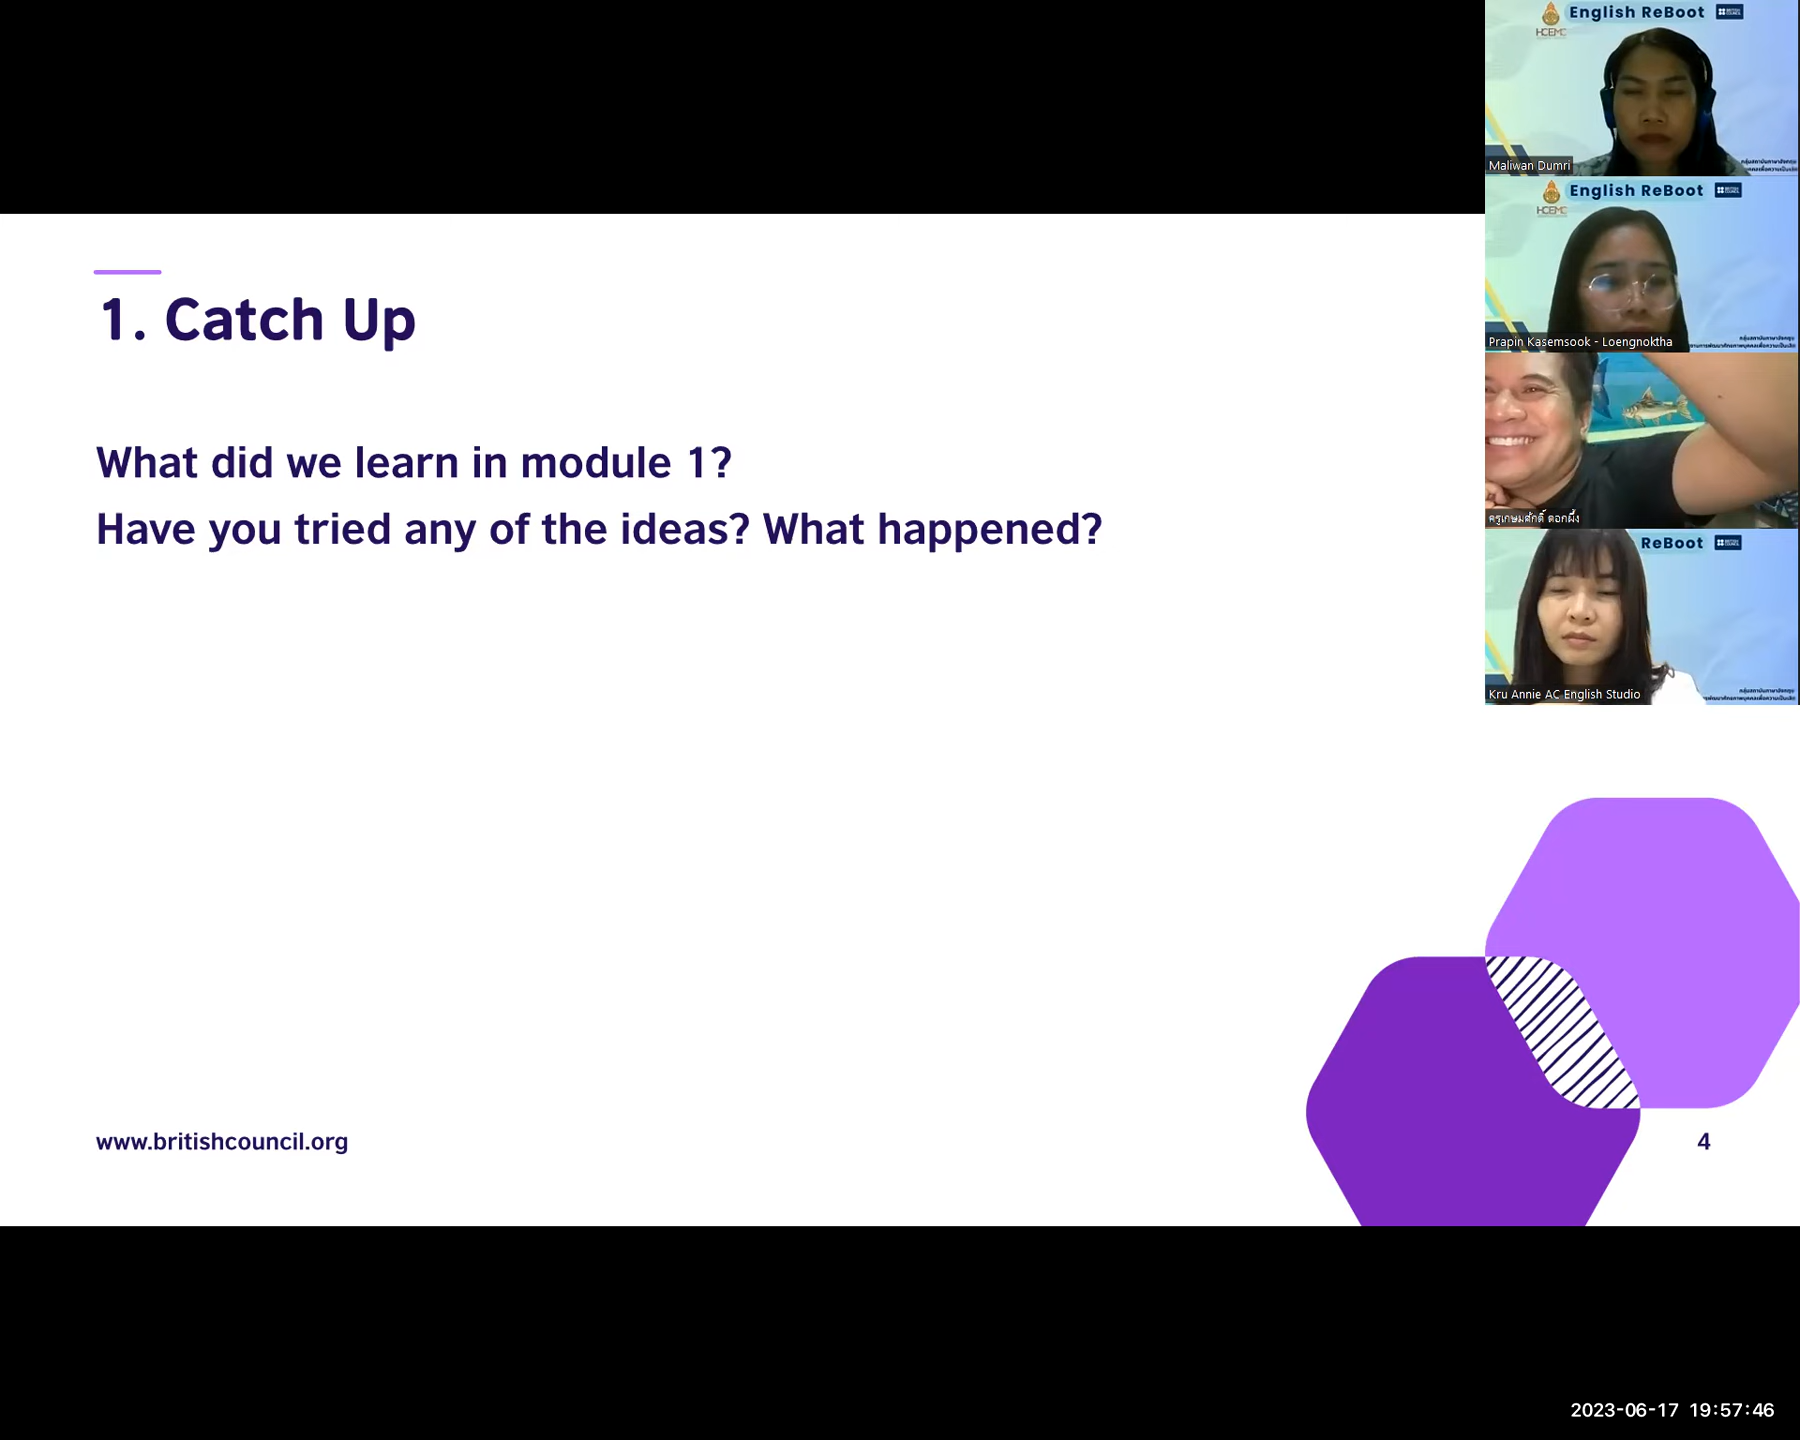 1. Catch Up
What did we learn in module 1?
Have you tried any of the ideas? What happened?
www.britishcouncil.org
4
English ReBoot
HCEMC
Maliwan Dumri
English ReBoot
HCEMC
Prapin Kasemsook - Loengnoktha
ครูเกษมศักดิ์ ดอกผึ้ง
ReBoot
Kru Annie AC English Studio
2023-06-17 19:57:46